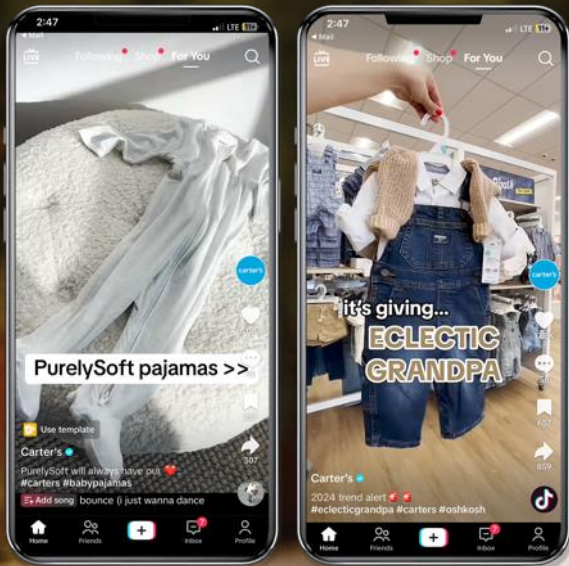 2:47
LTE
Mail
LIVE
Following
Shop
For You
carter's
PurelySoft pajamas >>
Use template
Carter's
307
PurelySoft will always have our
#carters #babypajamas
Add song
bounce (i just wanna dance
Home
Friends
Inbox
Profile
2:47
LTE
Mail
LIVE
Following
Shop
For You
carter's
it's giving...
ECLECTIC
GRANDPA
657
859
Carter's
2024 trend alert
#eclecticgrandpa #carters #oshkosh
Home
Friends
Inbox
Profile